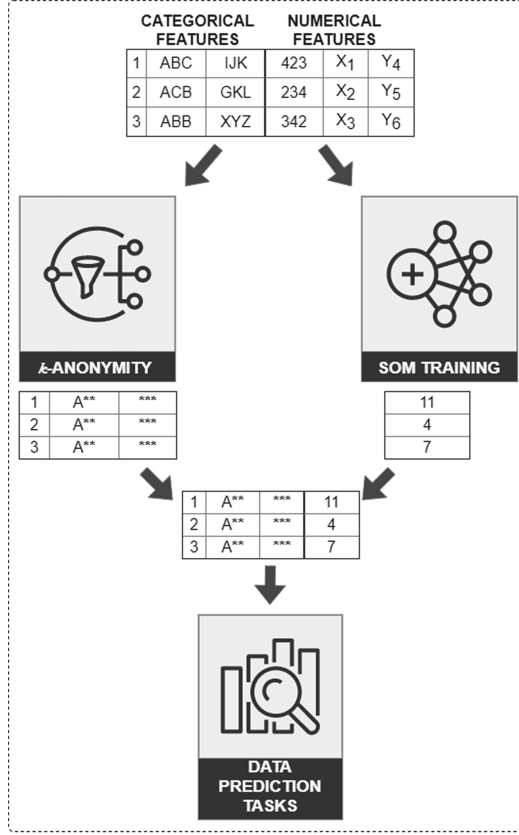 CATEGORICAL FEATURES NUMERICAL FEATURES
1 ABC IJK 423 X1 Y4
2 ACB GKL 234 X2 Y5
3 ABB XYZ 342 X3 Y6
k-ANONYMITY
SOM TRAINING
1 A** ***
2 A** ***
3 A** ***
11
4
7
1 A** *** 11
2 A** *** 4
3 A** *** 7
DATA
PREDICTION
TASKS